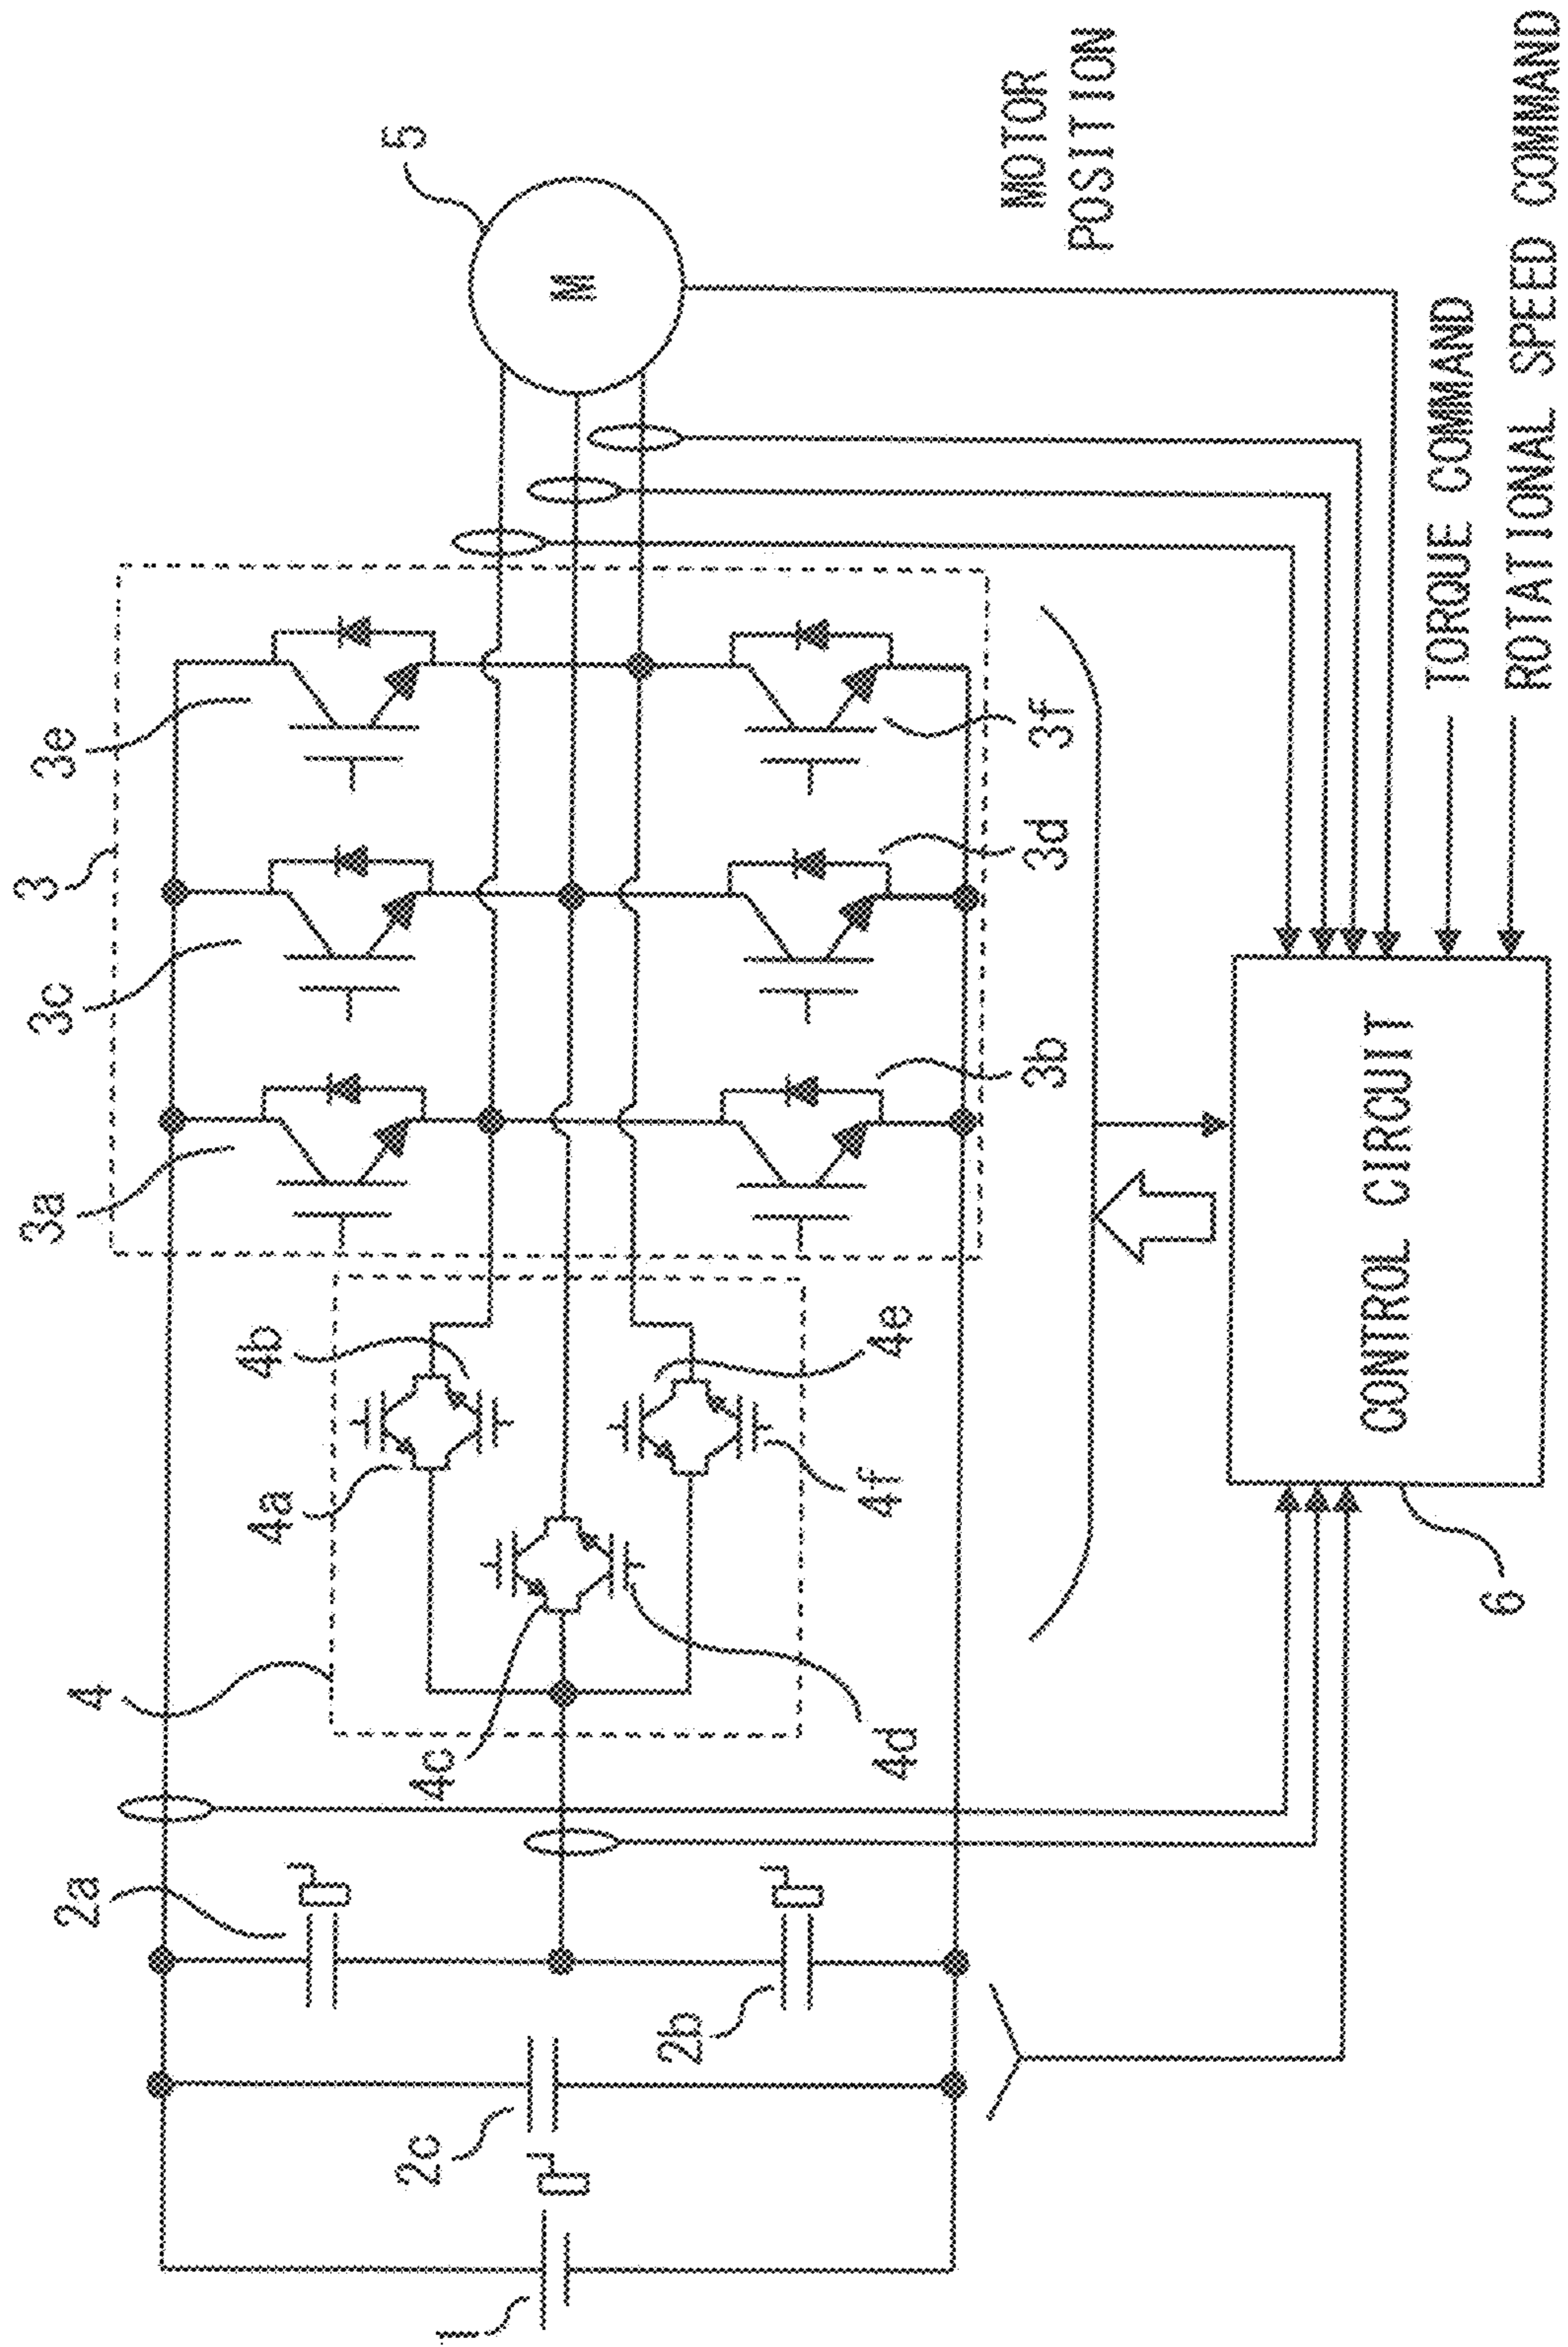 3
3a
3c
3e
5
M
4
4a
4b
4c
4d
4e
4f
3b
3d
3f
2a
2b
2c
1
MOTOR
POSITION
TORQUE COMMAND
ROTATIONAL SPEED COMMAND
CONTROL CIRCUIT
6